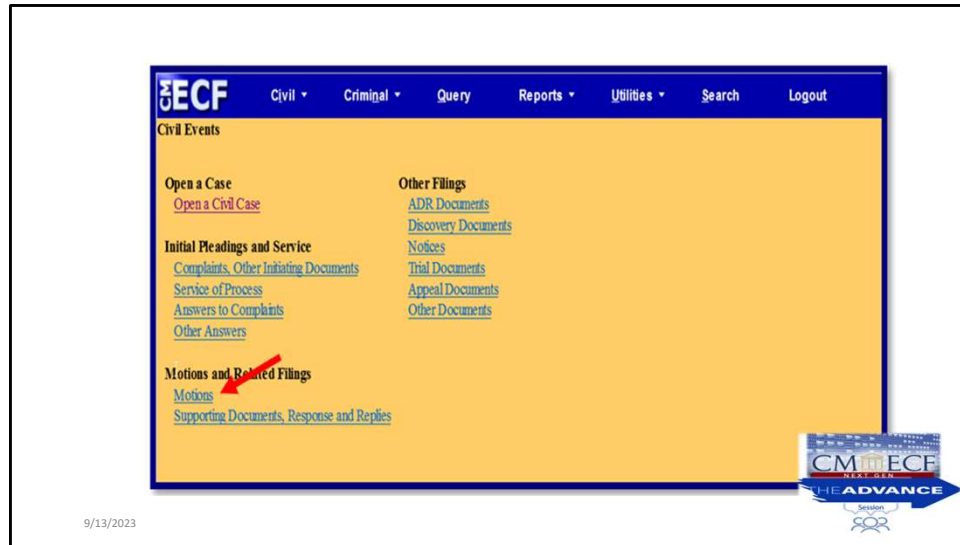 CM ECF Civil Criminal Query Reports Utilities Search Logout
Civil Events
Open a Case
Open a Civil Case
Initial Pleadings and Service
Complaints, Other Initiating Documents
Service of Process
Answers to Complaints
Other Answers
Motions and Related Filings
Motions
Supporting Documents, Response and Replies
Other Filings
ADR Documents
Discovery Documents
Notices
Trial Documents
Appeal Documents
Other Documents
CM ECF
NEXT GEN
THE ADVANCE
Session
9/13/2023